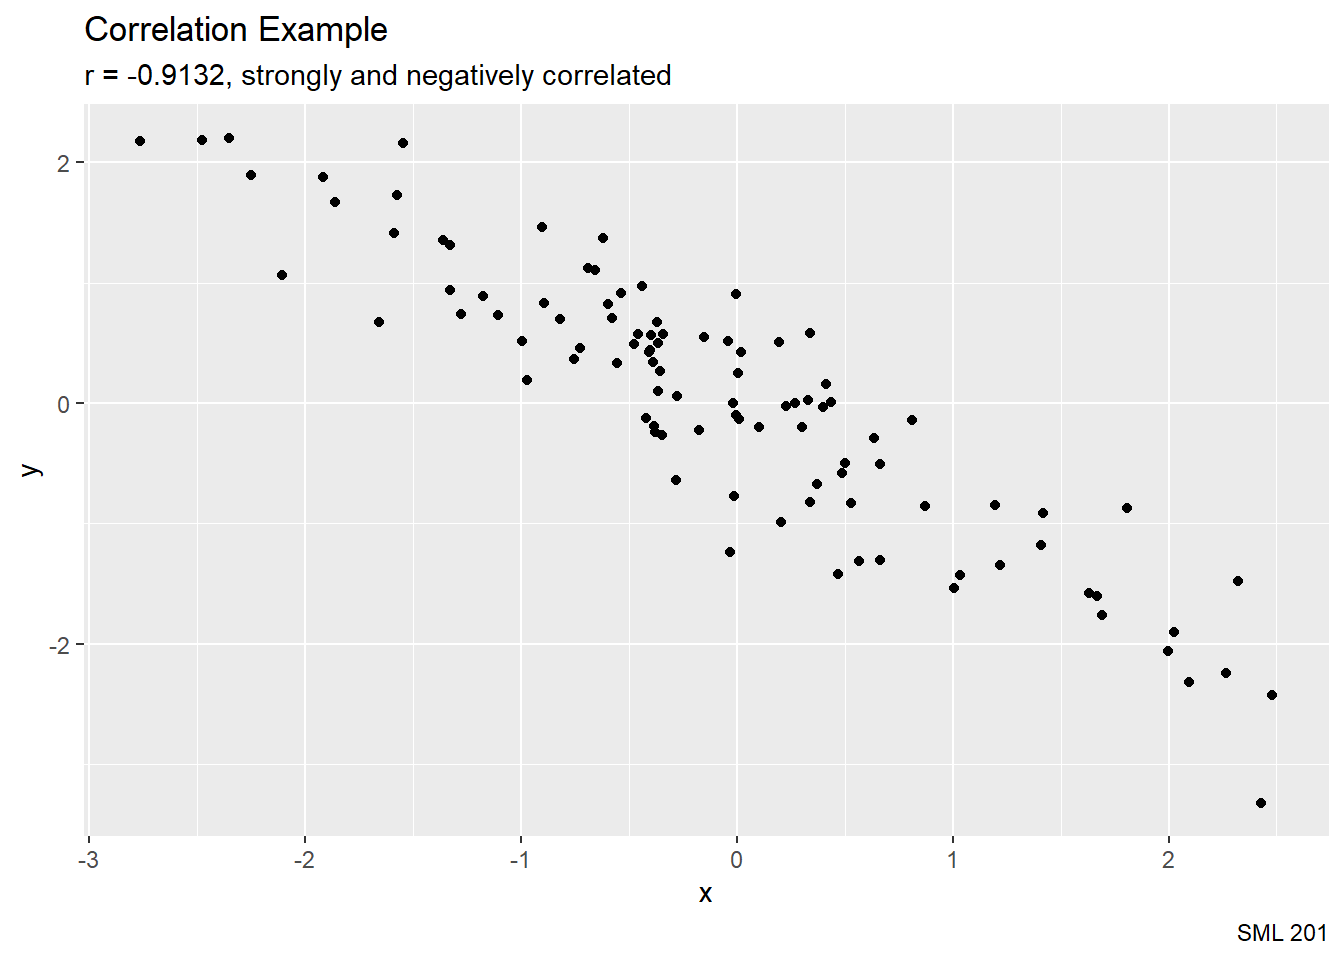 Correlation Example
r = -0.9132, strongly and negatively correlated
2
0
-2
y
-3 -2 -1 0 1 2
x
SML 201